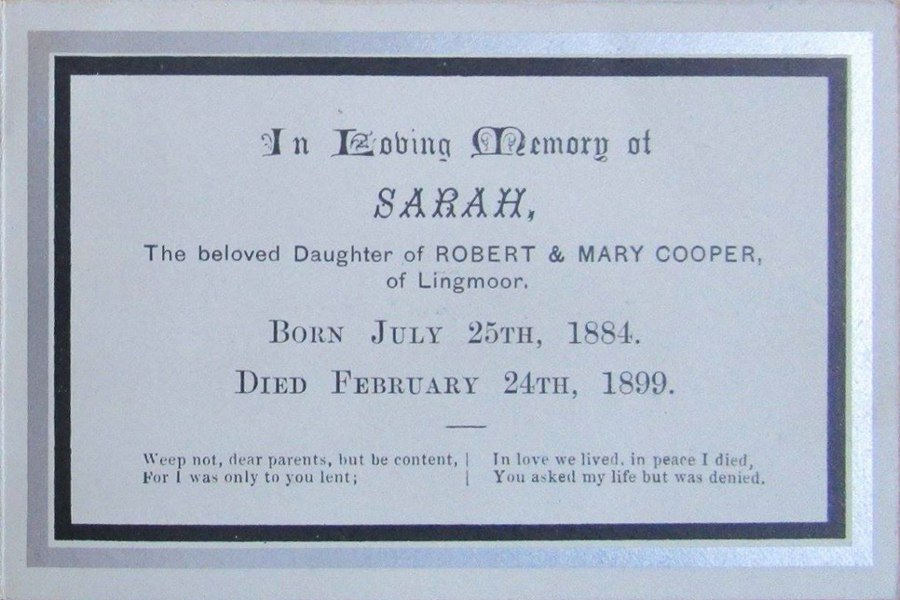 In Loving Memory of
SARAH,
The beloved Daughter of ROBERT & MARY COOPER,
of Lingmoor.
BORN JULY 25TH, 1884.
DIED FEBRUARY 24TH, 1899.
Weep not, dear parents, but be content,
For I was only to you lent;
In love we lived, in peace I died,
You asked my life but was denied.